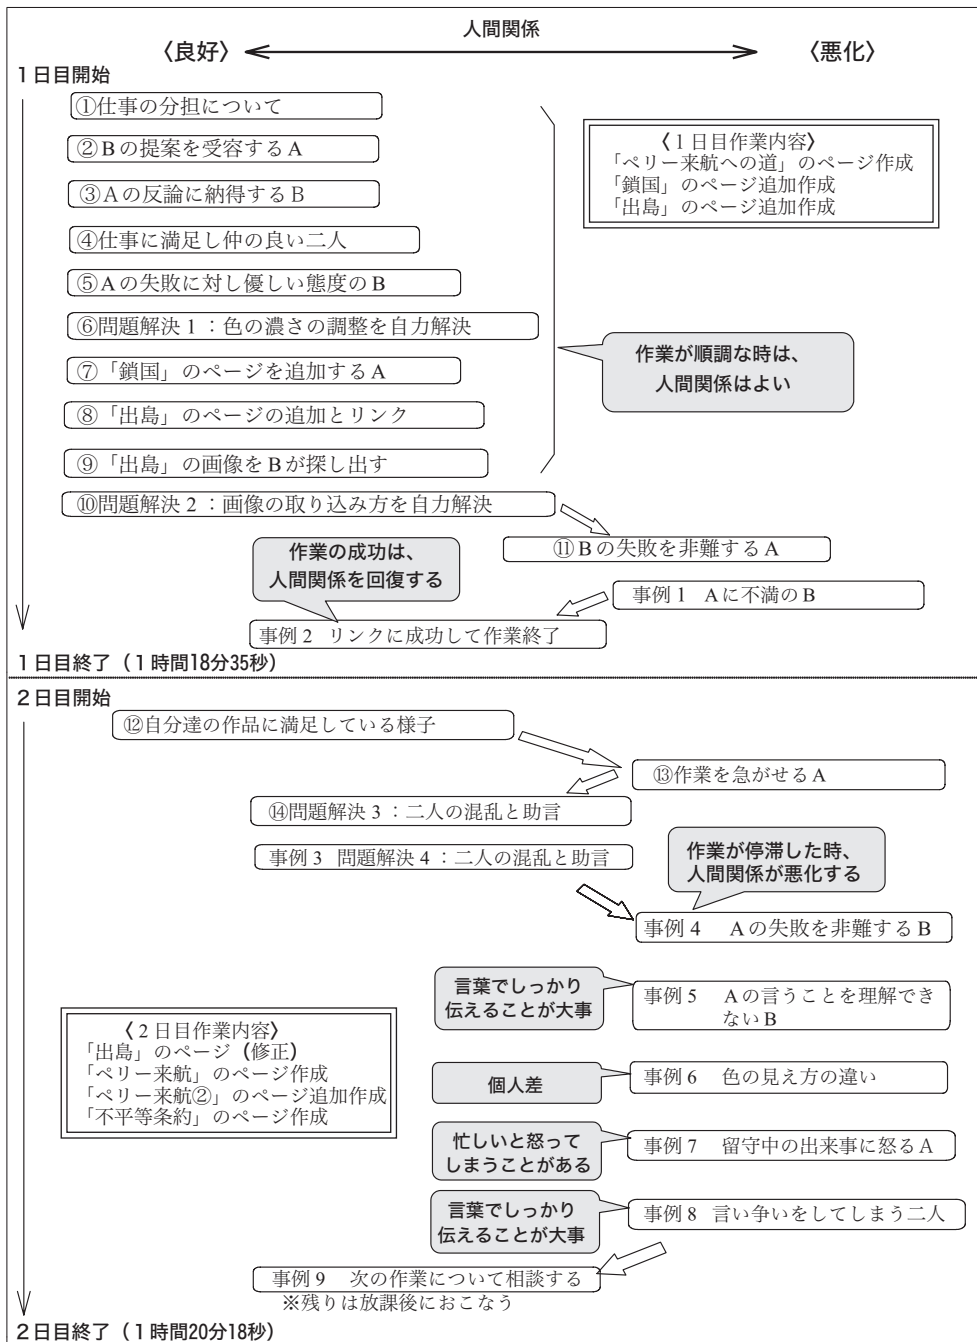 人間関係
〈良好〉
〈悪化〉
1日目開始
①仕事の分担について
②Bの提案を受容するA
③Aの反論に納得するB
④仕事に満足し仲の良い二人
⑤Aの失敗に対し優しい態度のB
⑥問題解決1：色の濃さの調整を自力解決
⑦「鎖国」のページを追加するA
⑧「出島」のページの追加とリンク
⑨「出島」の画像をBが探し出す
⑩問題解決2：画像の取り込み方を自力解決
〈1日目作業内容〉
「ペリー来航への道」のページ作成
「鎖国」のページ追加作成
「出島」のページ追加作成
作業が順調な時は、
人間関係はよい
⑪Bの失敗を非難するA
作業の成功は、
人間関係を回復する
事例1 Aに不満のB
事例2 リンクに成功して作業終了
1日目終了（1時間18分35秒）
2日目開始
⑫自分達の作品に満足している様子
⑬作業を急がせるA
⑭問題解決3：二人の混乱と助言
事例3 問題解決4：二人の混乱と助言
作業が停滞した時、
人間関係が悪化する
事例4 Aの失敗を非難するB
言葉でしっかり
伝えることが大事
事例5 Aの言うことを理解でき
ないB
〈2日目作業内容〉
「出島」のページ（修正）
「ペリー来航」のページ作成
「ペリー来航②」のページ追加作成
「不平等条約」のページ作成
個人差
事例6 色の見え方の違い
忙しいと怒って
しまうことがある
事例7 留守中の出来事に怒るA
言葉でしっかり
伝えることが大事
事例8 言い争いをしてしまう二人
事例9 次の作業について相談する
※残りは放課後におこなう
2日目終了（1時間20分18秒）